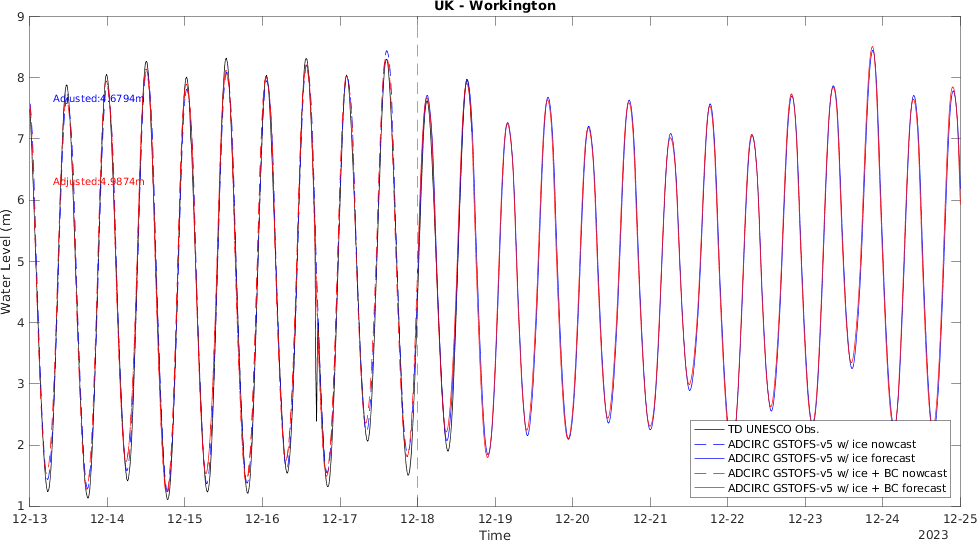 UK - Workington
9
8
7
6
5
4
3
2
1
Water Level (m)
Adjusted:4.6794m
Adjusted:4.9874m
TD UNESCO Obs.
ADCIRC GSTOFS-v5 w/ ice nowcast
ADCIRC GSTOFS-v5 w/ ice forecast
ADCIRC GSTOFS-v5 w/ ice + BC nowcast
ADCIRC GSTOFS-v5 w/ ice + BC forecast
12-13 12-14 12-15 12-16 12-17 12-18 12-19 12-20 12-21 12-22 12-23 12-24 12-25
Time
2023